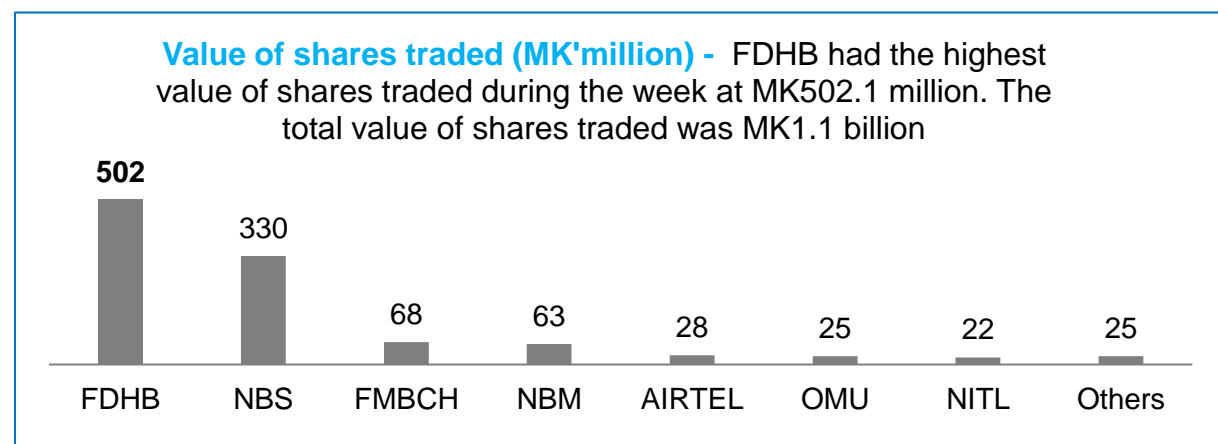 Value of shares traded (MK'million) - FDHB had the highest
value of shares traded during the week at MK502.1 million. The
total value of shares traded was MK1.1 billion
502
330
68
63
28
25
22
25
FDHB
NBS
FMBCH
NBM
AIRTEL
OMU
NITL
Others